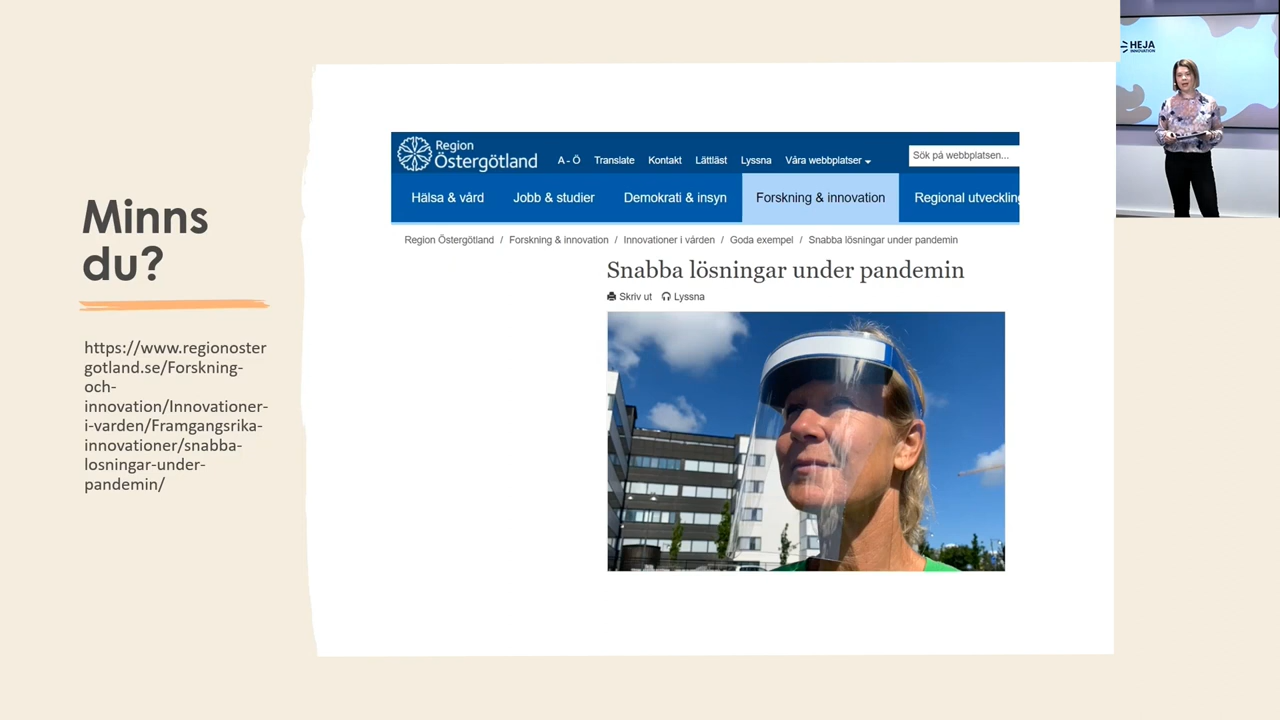 Minns
du?
https://www.regionoster
gotland.se/Forskning-
och-
innovation/Innovationer-
i-varden/Framgangsrika-
innovationer/snabba-
losningar-under-
pandemin/
Region
Östergötland
A - Ö Translate Kontakt Lättläst Lyssna Våra webbplatser
Sök på webbplatsen...
Hälsa & vård Jobb & studier Demokrati & insyn Forskning & innovation Regional utveckling
Region Östergötland / Forskning & innovation / Innovationer i vården / Goda exempel / Snabba lösningar under pandemin
Snabba lösningar under pandemin
Skriv ut Lyssna
HEJA
INNOVATION